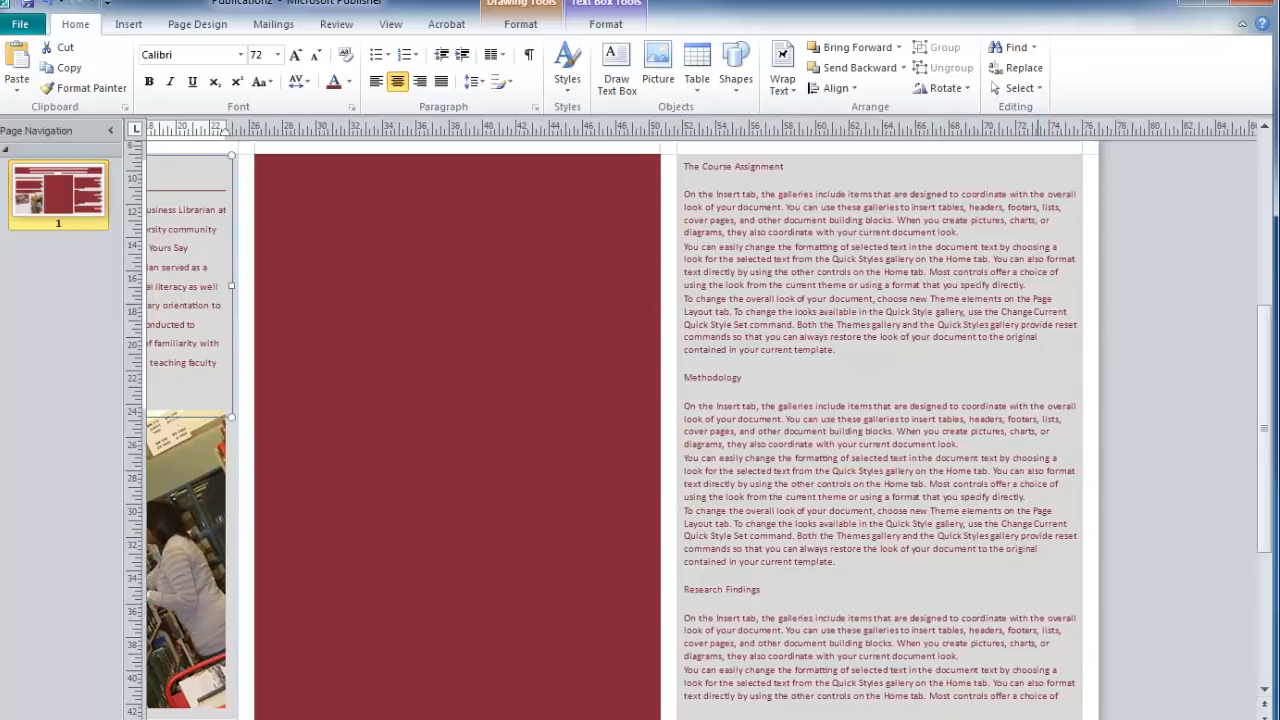 Publication2 - Microsoft Publisher
Drawing Tools
Text Box Tools
File
Home
Insert
Page Design
Mailings
Review
View
Acrobat
Format
Format
Paste
Cut
Copy
Format Painter
Clipboard
Calibri
72
Font
Paragraph
Styles
Styles
Draw
Text Box
Picture
Table
Shapes
Objects
Wrap
Text
Bring Forward
Send Backward
Align
Group
Ungroup
Rotate
Arrange
Find
Replace
Select
Editing
Page Navigation
1
usiness Librarian at
rsity community
Yours Say
ian served as a
al literacy as well
ary orientation to
onducted to
of familiarity with
teaching faculty
The Course Assignment
On the Insert tab, the galleries include items that are designed to coordinate with the overall
look of your document. You can use these galleries to insert tables, headers, footers, lists,
cover pages, and other document building blocks. When you create pictures, charts, or
diagrams, they also coordinate with your current document look.
You can easily change the formatting of selected text in the document text by choosing a
look for the selected text from the Quick Styles gallery on the Home tab. You can also format
text directly by using the other controls on the Home tab. Most controls offer a choice of
using the look from the current theme or using a format that you specify directly.
To change the overall look of your document, choose new Theme elements on the Page
Layout tab. To change the looks available in the Quick Style gallery, use the Change Current
Quick Style Set command. Both the Themes gallery and the Quick Styles gallery provide reset
commands so that you can always restore the look of your document to the original
contained in your current template.
Methodology
On the Insert tab, the galleries include items that are designed to coordinate with the overall
look of your document. You can use these galleries to insert tables, headers, footers, lists,
cover pages, and other document building blocks. When you create pictures, charts, or
diagrams, they also coordinate with your current document look.
You can easily change the formatting of selected text in the document text by choosing a
look for the selected text from the Quick Styles gallery on the Home tab. You can also format
text directly by using the other controls on the Home tab. Most controls offer a choice of
using the look from the current theme or using a format that you specify directly.
To change the overall look of your document, choose new Theme elements on the Page
Layout tab. To change the looks available in the Quick Style gallery, use the Change Current
Quick Style Set command. Both the Themes gallery and the Quick Styles gallery provide reset
commands so that you can always restore the look of your document to the original
contained in your current template.
Research Findings
On the Insert tab, the galleries include items that are designed to coordinate with the overall
look of your document. You can use these galleries to insert tables, headers, footers, lists,
cover pages, and other document building blocks. When you create pictures, charts, or
diagrams, they also coordinate with your current document look.
You can easily change the formatting of selected text in the document text by choosing a
look for the selected text from the Quick Styles gallery on the Home tab. You can also format
text directly by using the other controls on the Home tab. Most controls offer a choice of